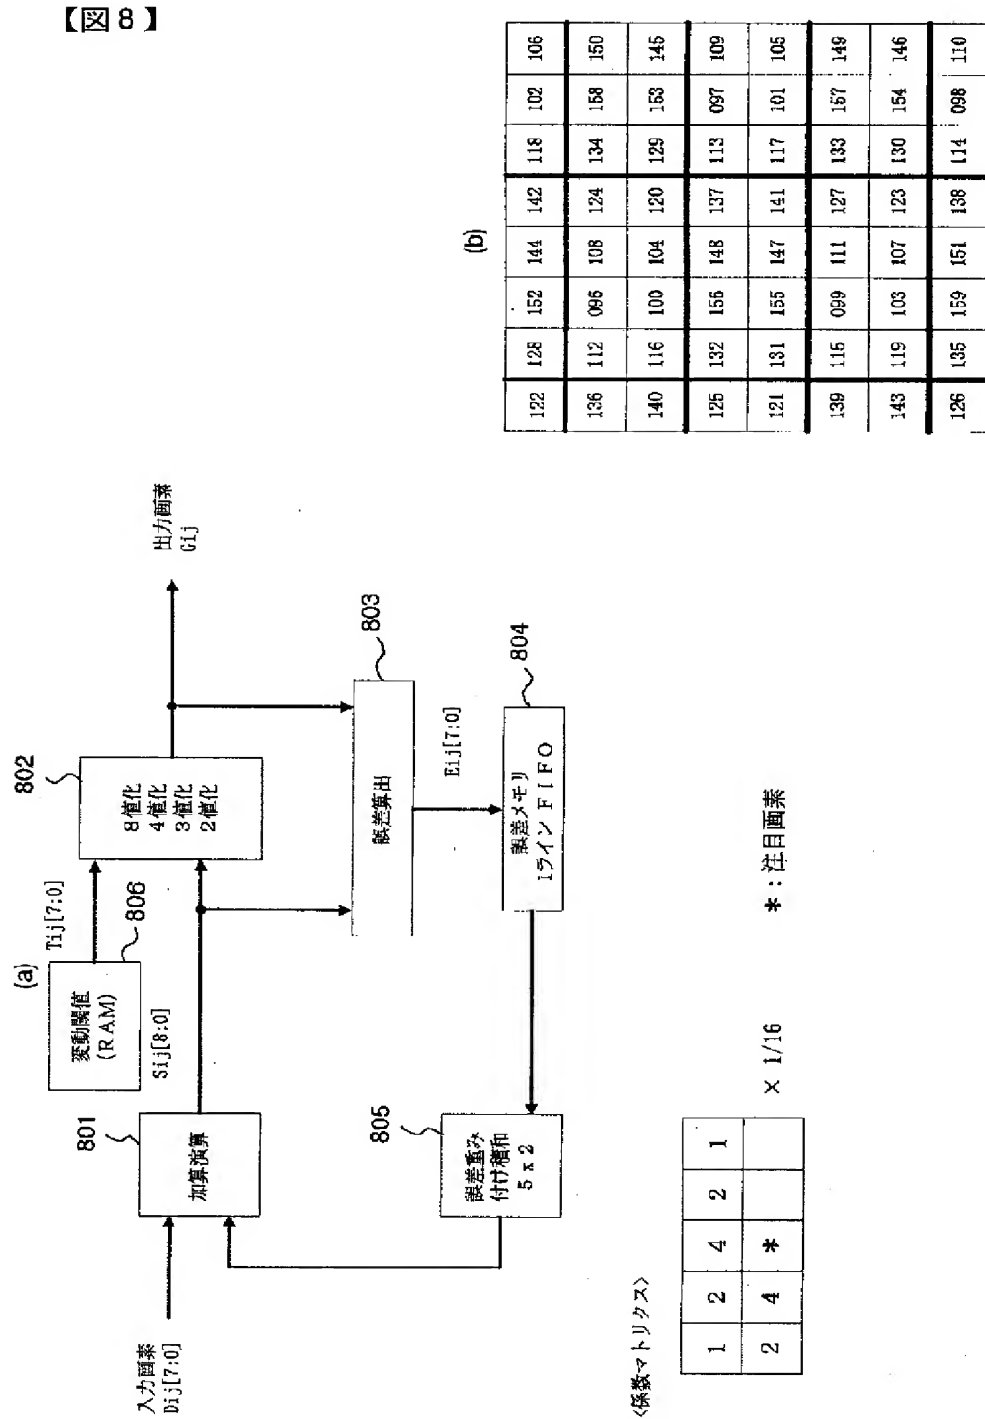 【図8】
(a)
変動閾値
(RAM)
Tij[7:0]
806
802
8値化
4値化
3値化
2値化
出力画素
Gij
入力画素
Dij[7:0]
801
加算演算
Sij[8:0]
803
誤差算出
Eij[7:0]
805
誤差重み
付け積和
5 x 2
804
誤差メモリ
1ライン FIFO
<係数マトリクス>
1 2 4 2 1
2 4 *
× 1/16
*:注目画素
(b)
122 128 152 144 142 118 102 106
136 112 096 108 124 134 158 150
140 116 100 104 120 129 153 145
125 132 156 148 137 113 097 109
121 131 155 147 141 117 101 105
139 115 099 111 127 133 157 149
143 119 103 107 123 130 154 146
126 135 159 151 138 114 098 110